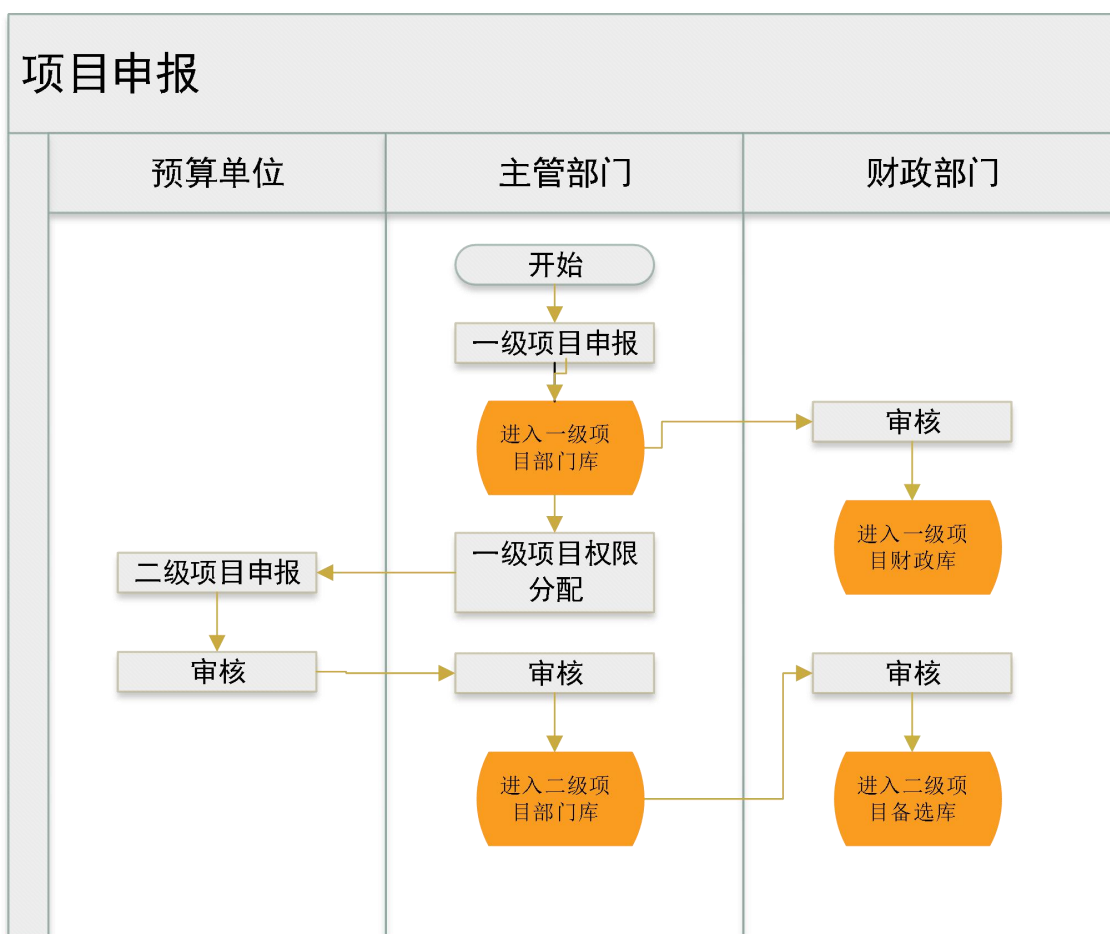 项目申报
预算单位
主管部门
财政部门
开始
一级项目申报
进入一级项
目部门库
审核
进入一级项
目财政库
一级项目权限
分配
二级项目申报
审核
审核
审核
进入二级项
目部门库
进入二级项
目备选库